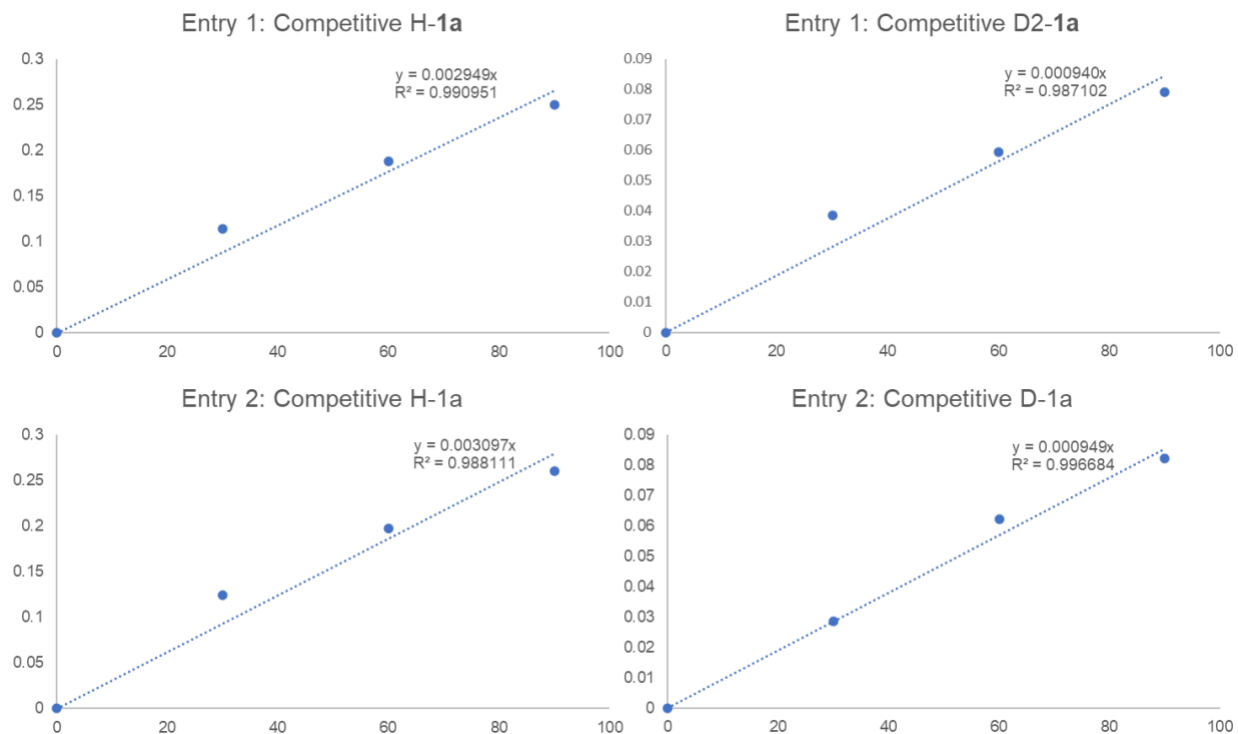 Entry 1: Competitive H-1a
y = 0.002949x
R² = 0.990951
0.3
0.25
0.2
0.15
0.1
0.05
0
0 20 40 60 80 100
Entry 1: Competitive D2-1a
y = 0.000940x
R² = 0.987102
0.09
0.08
0.07
0.06
0.05
0.04
0.03
0.02
0.01
0
0 20 40 60 80 100
Entry 2: Competitive H-1a
y = 0.003097x
R² = 0.988111
0.3
0.25
0.2
0.15
0.1
0.05
0
0 20 40 60 80 100
Entry 2: Competitive D-1a
y = 0.000949x
R² = 0.996684
0.09
0.08
0.07
0.06
0.05
0.04
0.03
0.02
0.01
0
0 20 40 60 80 100